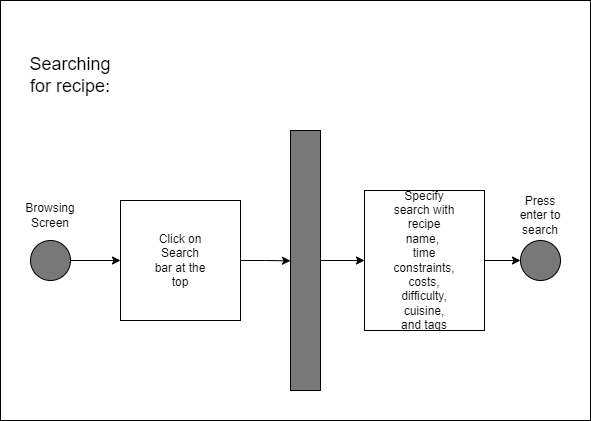 Searching
for recipe:
Browsing
Screen
Click on
Search
bar at the
top
Specify
search with
recipe
name,
time
constraints,
costs,
difficulty,
cuisine,
and tags
Press
enter to
search